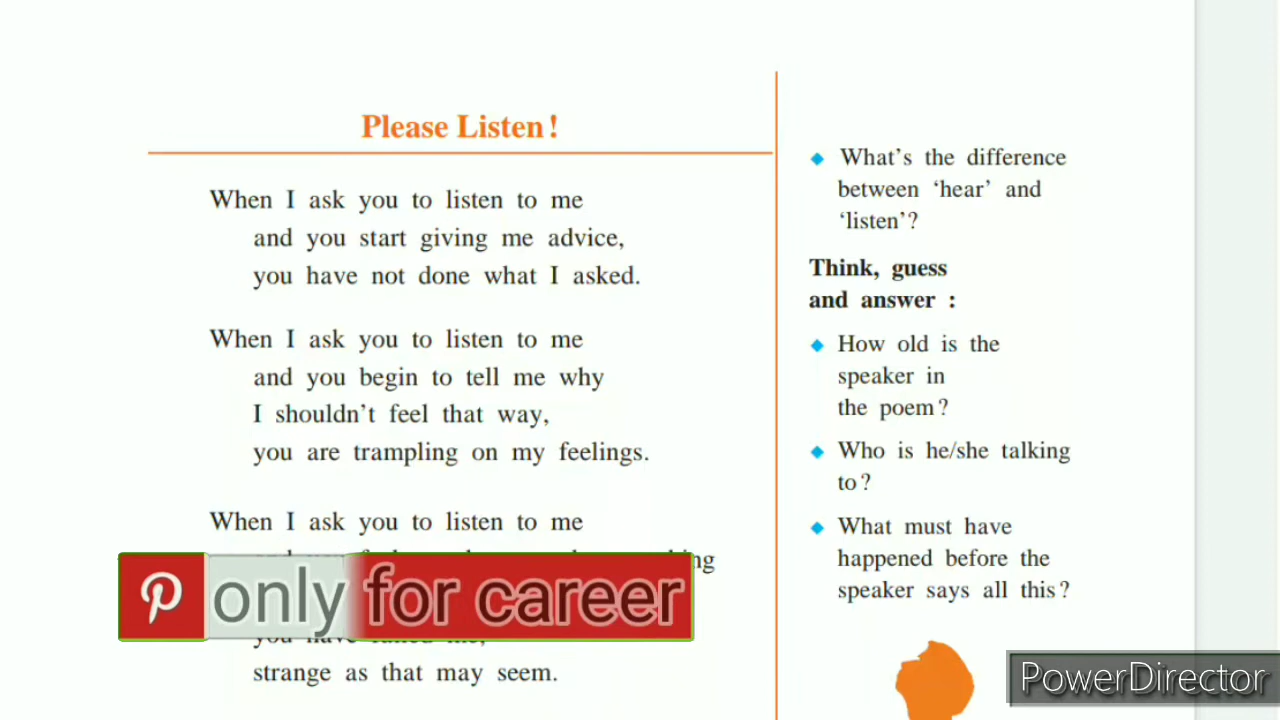 Please Listen!
When I ask you to listen to me
and you start giving me advice,
you have not done what I asked.
When I ask you to listen to me
and you begin to tell me why
I shouldn't feel that way,
you are trampling on my feelings.
When I ask you to listen to me
strange as that may seem.
What's the difference
between ‘hear’ and
‘listen’?
Think, guess
and answer :
How old is the
speaker in
the poem?
Who is he/she talking
to?
What must have
happened before the
speaker says all this?
only for career
PowerDirector